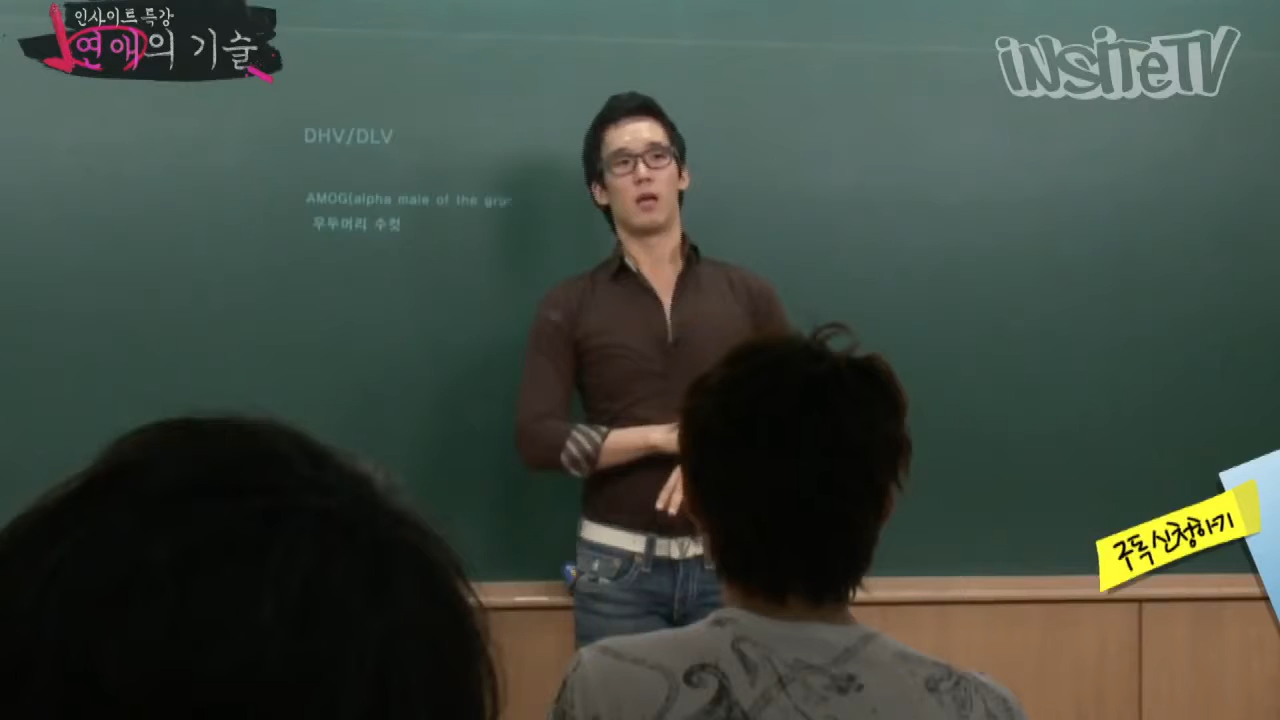 인사이트 특강
연애의 기술
iNSiTeTV
DHV/DLV
AMOG(alpha male of the
우두머리 수컷
구독 신청하기